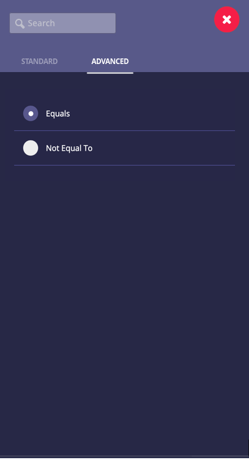 Search
STANDARD ADVANCED
Equals
Not Equal To